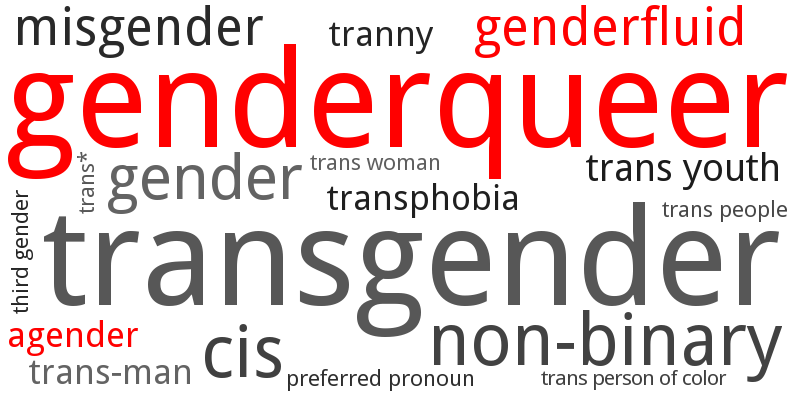 misgender
tranny
genderfluid
genderqueer
trans*
gender
trans woman
trans youth
transphobia
third gender
transgender
trans people
agender
cis
non-binary
trans-man
preferred pronoun
trans person of color